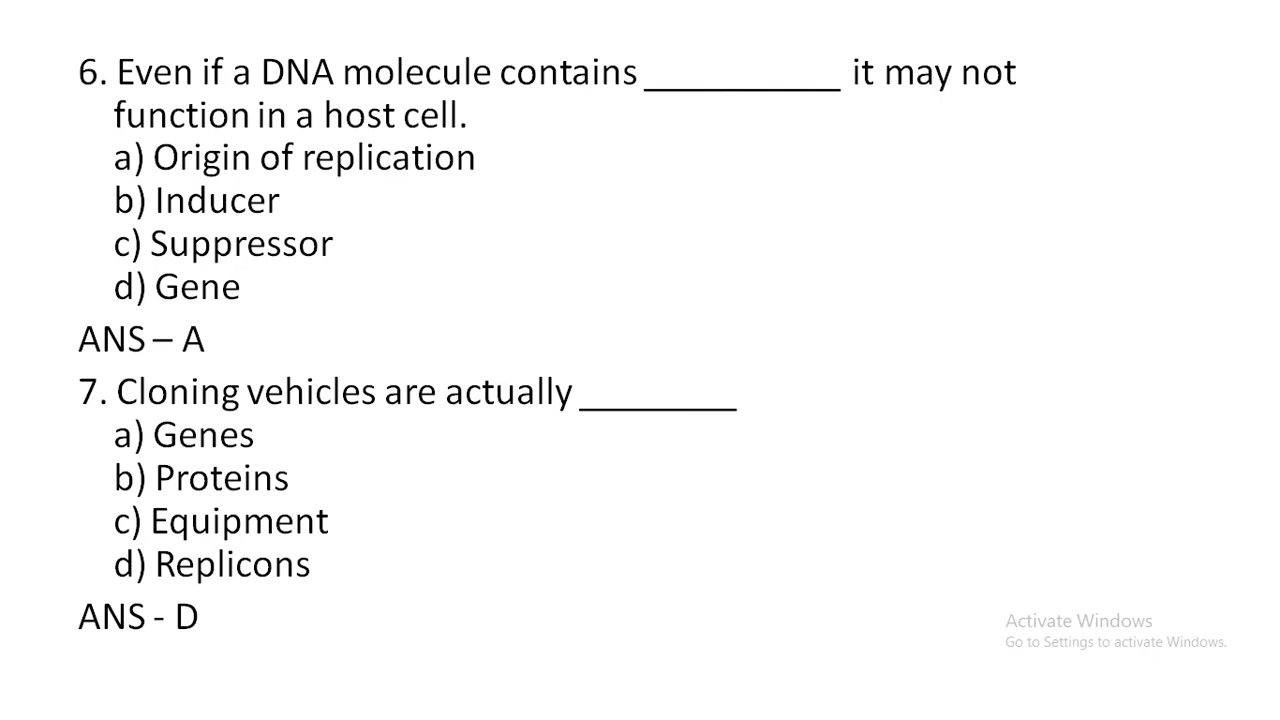 6. Even if a DNA molecule contains __________ it may not
function in a host cell.
a) Origin of replication
b) Inducer
c) Suppressor
d) Gene
ANS – A
7. Cloning vehicles are actually ________
a) Genes
b) Proteins
c) Equipment
d) Replicons
ANS - D
Activate Windows
Go to Settings to activate Windows.